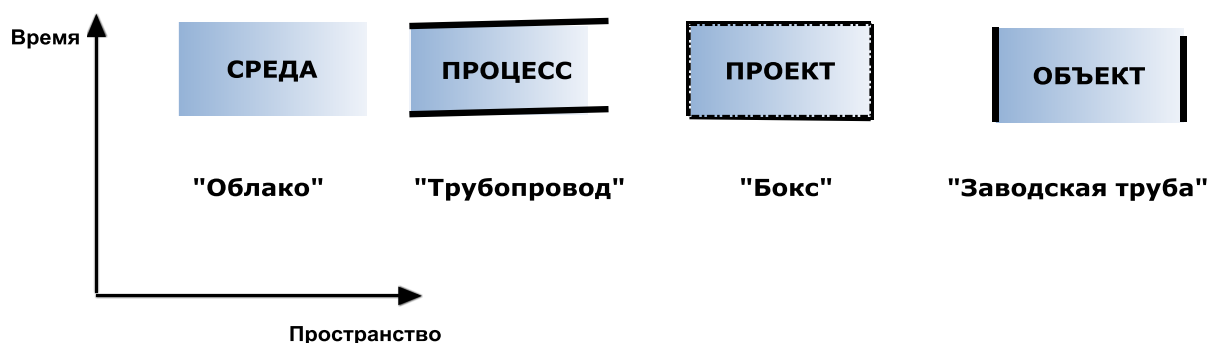 Время
СРЕДА
ПРОЦЕСС
ПРОЕКТ
ОБЪЕКТ
"Облако"
"Трубопровод"
"Бокс"
"Заводская труба"
Пространство